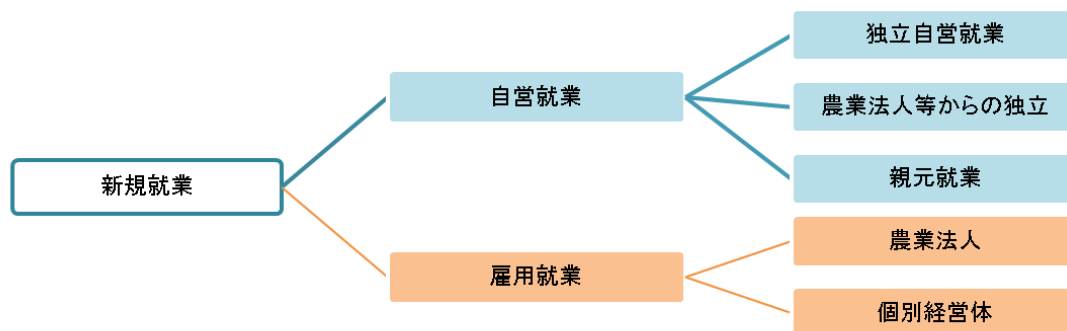 新規就業
自営就業
独立自営就業
農業法人等からの独立
親元就業
雇用就業
農業法人
個別経営体